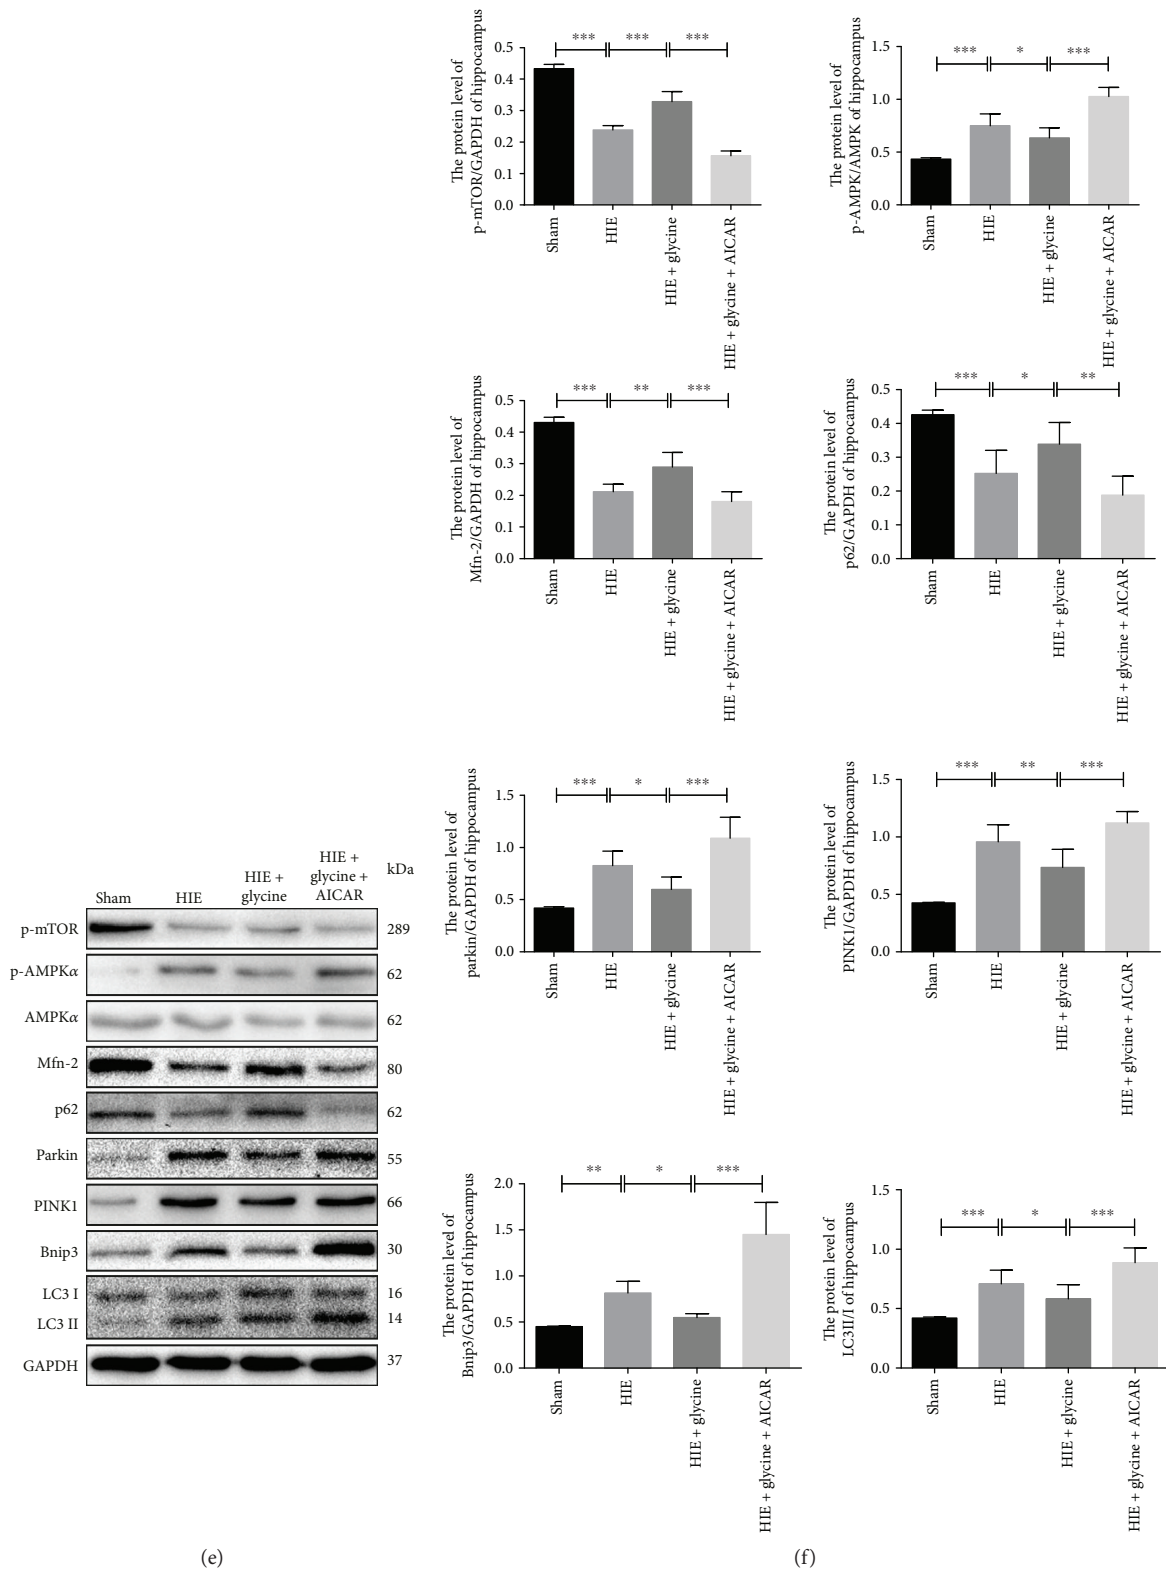 The protein level of
p-mTOR/GAPDH of hippocampus
0.5
0.4
0.3
0.2
0.1
0.0
*** *** ***
Sham
HIE
HIE + glycine
HIE + glycine + AICAR
The protein level of
p-AMPK/AMPK of hippocampus
1.5
1.0
0.5
0.0
*** * ***
Sham
HIE
HIE + glycine
HIE + glycine + AICAR
The protein level of
Mfn-2/GAPDH of hippocampus
0.5
0.4
0.3
0.2
0.1
0.0
*** ** ***
Sham
HIE
HIE + glycine
HIE + glycine + AICAR
The protein level of
p62/GAPDH of hippocampus
0.5
0.4
0.3
0.2
0.1
0.0
*** * **
Sham
HIE
HIE + glycine
HIE + glycine + AICAR
The protein level of
parkin/GAPDH of hippocampus
1.5
1.0
0.5
0.0
*** * ***
Sham
HIE
HIE + glycine
HIE + glycine + AICAR
The protein level of
PINK1/GAPDH of hippocampus
1.5
1.0
0.5
0.0
*** ** ***
Sham
HIE
HIE + glycine
HIE + glycine + AICAR
Sham
HIE
HIE +
glycine
HIE +
glycine +
AICAR
kDa
p-mTOR 289
p-AMPKα 62
AMPKα 62
Mfn-2 80
p62 62
Parkin 55
PINK1 66
Bnip3 30
LC3 I 16
LC3 II 14
GAPDH 37
The protein level of
Bnip3/GAPDH of hippocampus
2.0
1.5
1.0
0.5
0.0
** * ***
Sham
HIE
HIE + glycine
HIE + glycine + AICAR
The protein level of
LC3II/I of hippocampus
1.5
1.0
0.5
0.0
*** * ***
Sham
HIE
HIE + glycine
HIE + glycine + AICAR
(e)
(f)